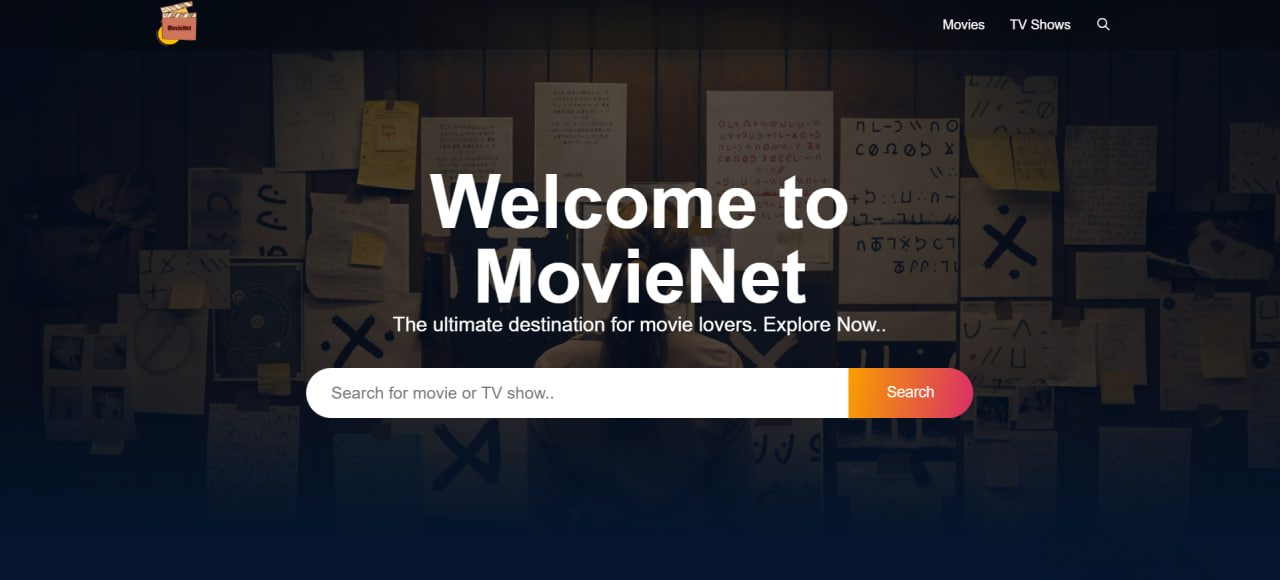 MovieNet
Movies
TV Shows
Welcome to
MovieNet
The ultimate destination for movie lovers. Explore Now..
Search for movie or TV show..
Search